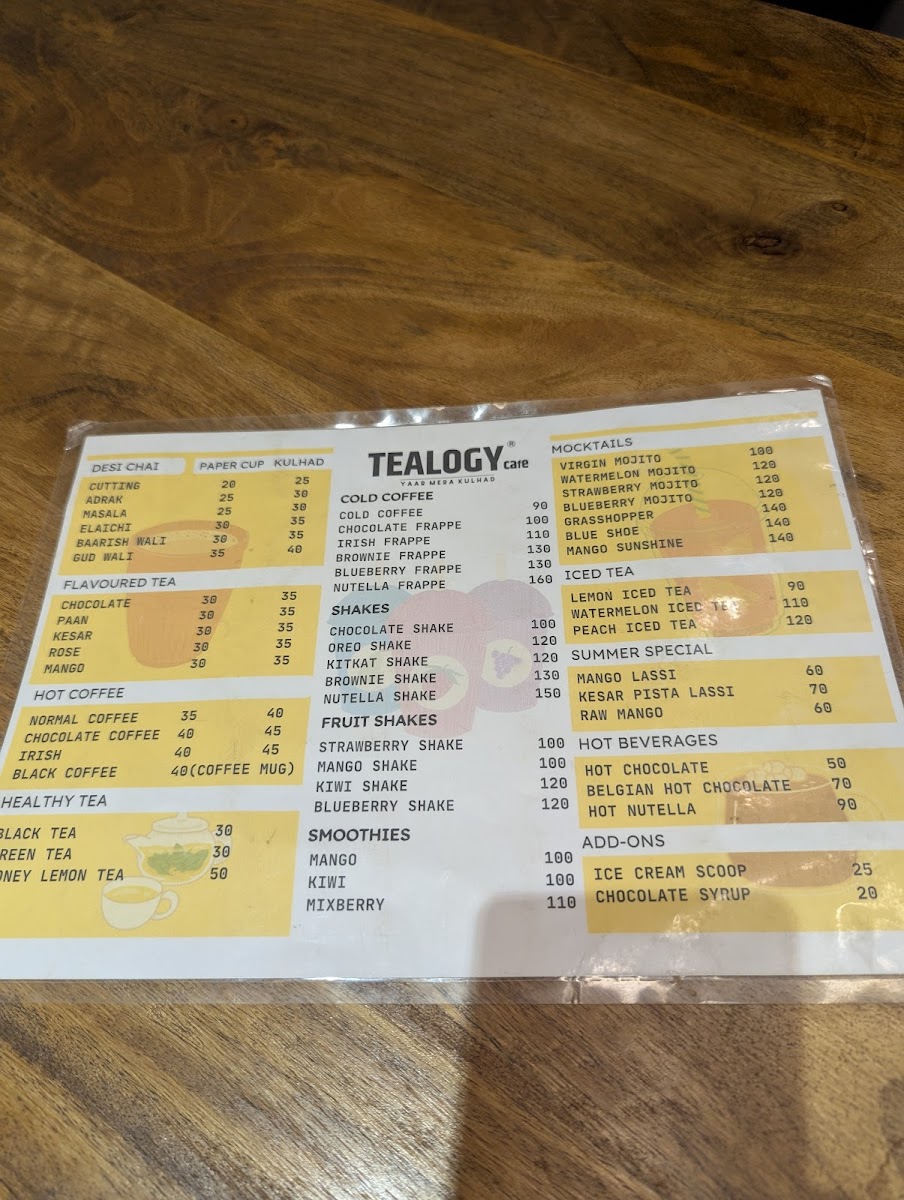 TEALOGY® cafe
YAAR MERA KULHAD
DESI CHAI PAPER CUP KULHAD
CUTTING 20 25
ADRAK 25 30
MASALA 25 30
ELAICHI 30 35
BAARISH WALI 30 35
GUD WALI 35 40
FLAVOURED TEA
CHOCOLATE 30 35
PAAN 30 35
KESAR 30 35
ROSE 30 35
MANGO 30 35
HOT COFFEE
NORMAL COFFEE 35 40
CHOCOLATE COFFEE 40 45
IRISH 40 45
BLACK COFFEE 40(COFFEE MUG)
HEALTHY TEA
BLACK TEA 30
REEN TEA 30
ONEY LEMON TEA 50
COLD COFFEE
COLD COFFEE 90
CHOCOLATE FRAPPE 100
IRISH FRAPPE 110
BROWNIE FRAPPE 130
BLUEBERRY FRAPPE 130
NUTELLA FRAPPE 160
SHAKES
CHOCOLATE SHAKE 100
OREO SHAKE 120
KITKAT SHAKE 120
BROWNIE SHAKE 130
NUTELLA SHAKE 150
FRUIT SHAKES
STRAWBERRY SHAKE 100
MANGO SHAKE 100
KIWI SHAKE 120
BLUEBERRY SHAKE 120
SMOOTHIES
MANGO 100
KIWI 100
MIXBERRY 110
MOCKTAILS
VIRGIN MOJITO 100
WATERMELON MOJITO 120
STRAWBERRY MOJITO 120
BLUEBERRY MOJITO 120
GRASSHOPPER 140
BLUE SHOE 140
MANGO SUNSHINE 140
ICED TEA
LEMON ICED TEA 90
WATERMELON ICED TEA 110
PEACH ICED TEA 120
SUMMER SPECIAL
MANGO LASSI 60
KESAR PISTA LASSI 70
RAW MANGO 60
HOT BEVERAGES
HOT CHOCOLATE 50
BELGIAN HOT CHOCOLATE 70
HOT NUTELLA 90
ADD-ONS
ICE CREAM SCOOP 25
CHOCOLATE SYRUP 20